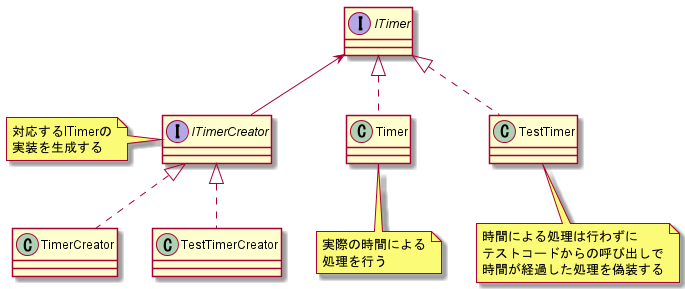 I ITimer
対応するITimerの
実装を生成する
I ITimerCreator
C Timer
C TestTimer
C TimerCreator
C TestTimerCreator
実際の時間による
処理を行う
時間による処理は行わずに
テストコードからの呼び出しで
時間が経過した処理を偽装する